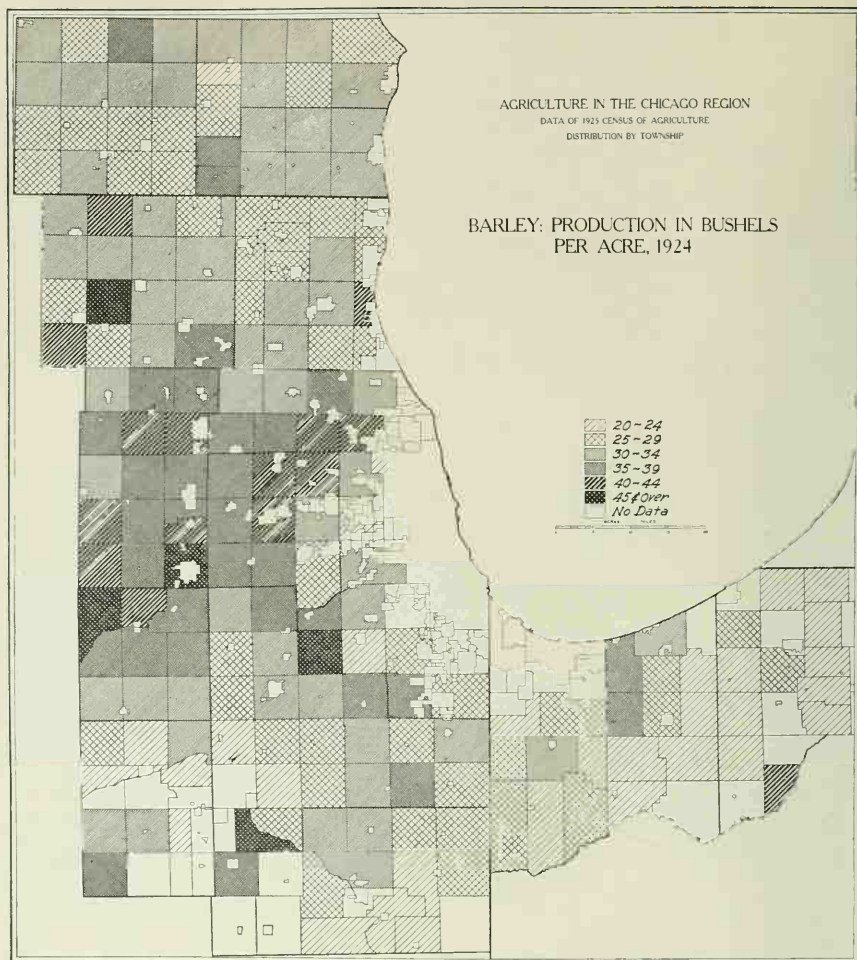 AGRICULTURE IN THE CHICAGO REGION
DATA OF 1925 CENSUS OF AGRICULTURE
DISTRIBUTION BY TOWNSHIP
BARLEY: PRODUCTION IN BUSHELS
PER ACRE, 1924
20-24
25-29
30-34
35-39
40-44
45 & Over
No Data
MILES